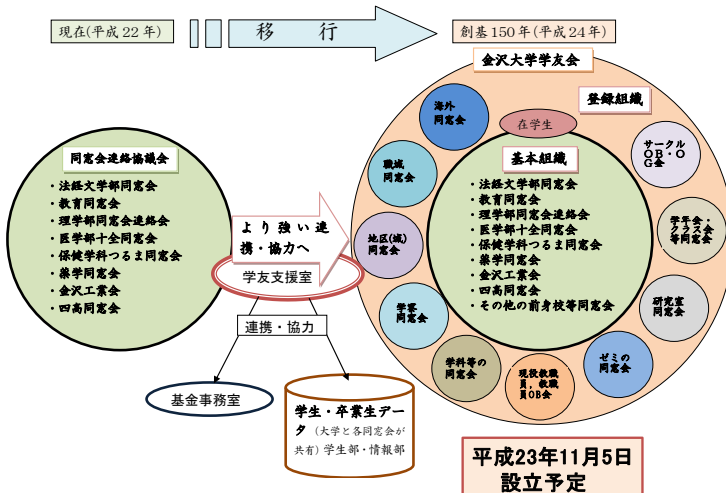 現在(平成22年)
移 行
創基150年(平成24年)
金沢大学学友会
登録組織
海外
同窓会
在学生
サークル
OB・O
G会
同窓会連絡協議会
・法経文学部同窓会
・教育同窓会
・理学部同窓会連絡会
・医学部十全同窓会
・保健学科つるま同窓会
・薬学同窓会
・金沢工業会
・四高同窓会
職域
同窓会
基本組織
・法経文学部同窓会
・教育同窓会
・理学部同窓会連絡会
・医学部十全同窓会
・保健学科つるま同窓会
・薬学同窓会
・金沢工業会
・四高同窓会
・その他の前身校等同窓会
学年会・
クラス会
等同窓会
より強い連
携・協力へ
地区(域)
同窓会
学友支援室
学寮
同窓会
研究室
同窓会
連携・協力
学科等の
同窓会
現役教職
員，教職
員OB会
ゼミの
同窓会
基金事務室
学生・卒業生デー
タ（大学と各同窓会が
共有）学生部・情報部
平成23年11月5日
設立予定